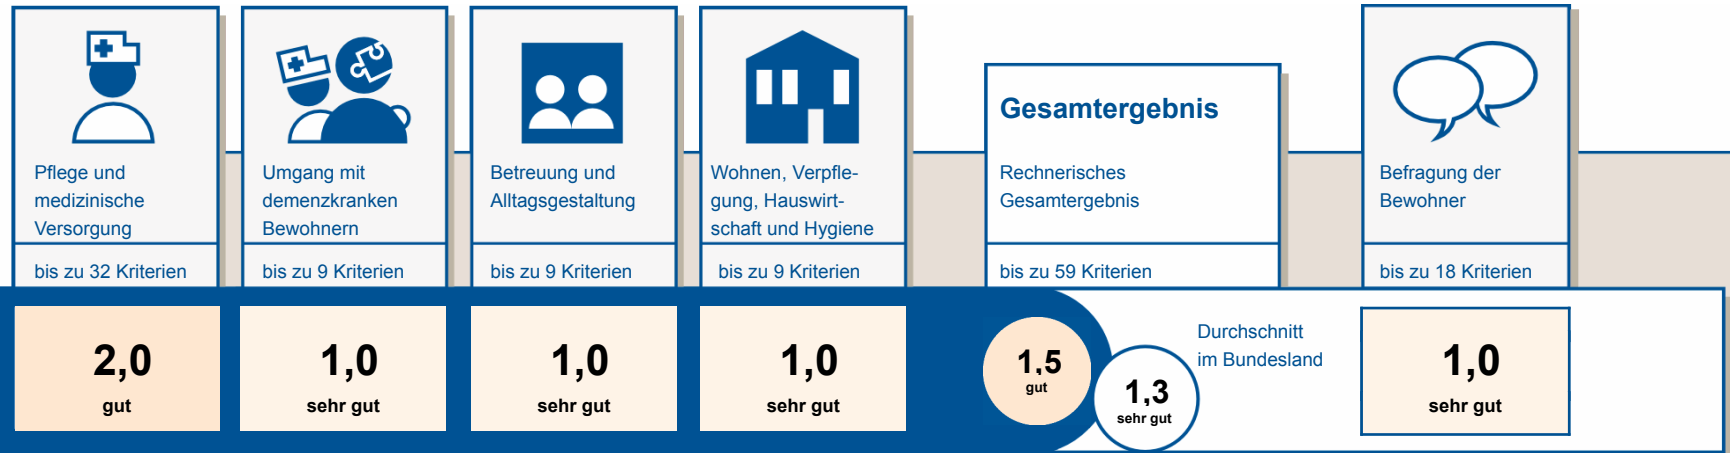 Pflege und
medizinische
Versorgung
bis zu 32 Kriterien
2,0
gut
Umgang mit
demenzkranken
Bewohnern
bis zu 9 Kriterien
1,0
sehr gut
Betreuung und
Alltagsgestaltung
bis zu 9 Kriterien
1,0
sehr gut
Wohnen, Verpfle-
gung, Hauswirt-
schaft und Hygiene
bis zu 9 Kriterien
1,0
sehr gut
Gesamtergebnis
Rechnerisches
Gesamtergebnis
bis zu 59 Kriterien
1,5
gut
1,3
sehr gut
Durchschnitt
im Bundesland
Befragung der
Bewohner
bis zu 18 Kriterien
1,0
sehr gut